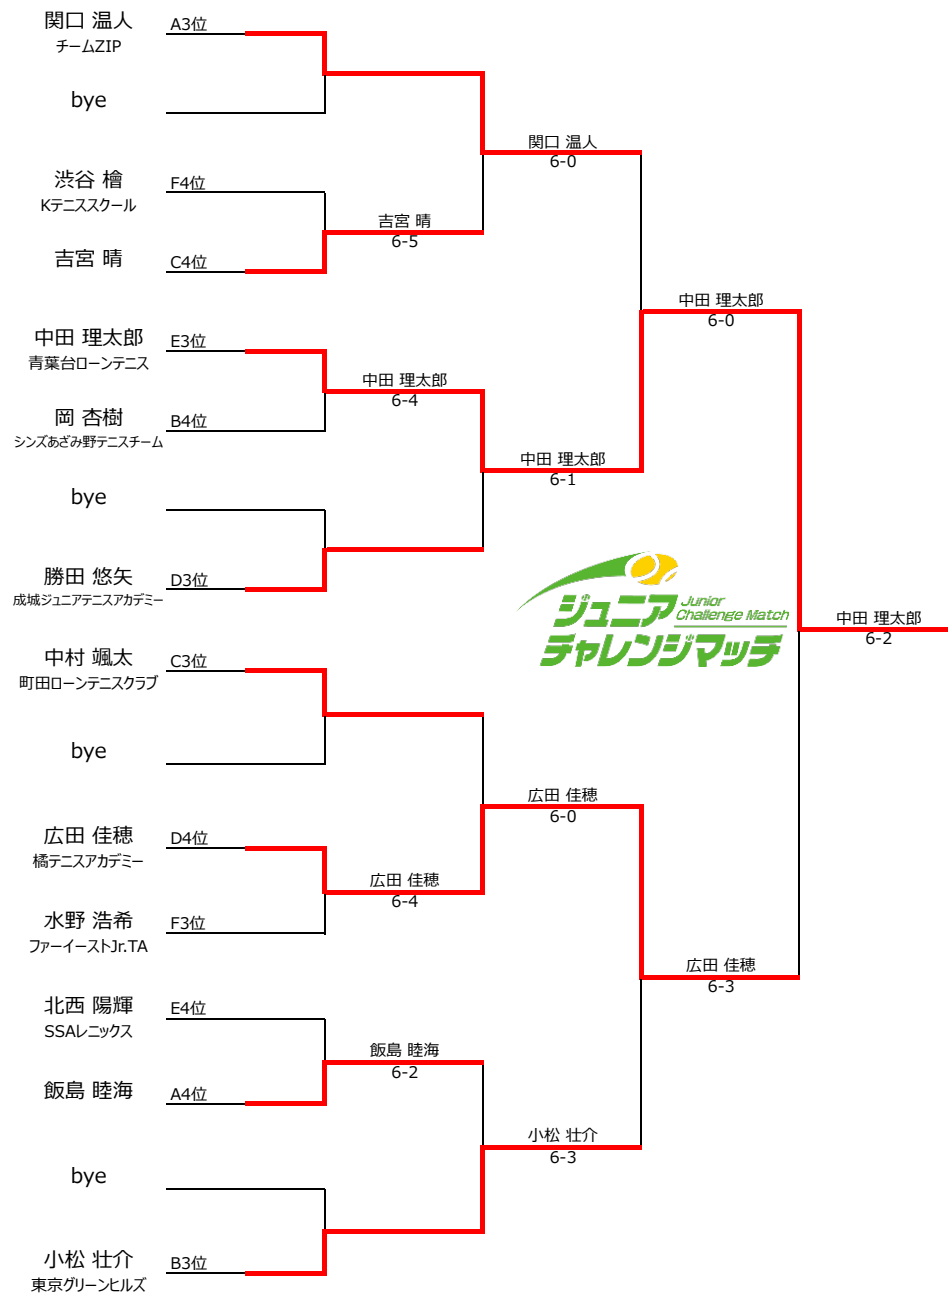 関口 温人
A3位
チームZIP
bye
関口 温人
6-0
渋谷 檜
F4位
Kテニススクール
吉宮 晴
6-5
吉宮 晴
C4位
中田 理太郎
6-0
中田 理太郎
E3位
青葉台ローンテニス
中田 理太郎
6-4
岡 杏樹
B4位
シンズあざみ野テニスチーム
中田 理太郎
6-1
bye
勝田 悠矢
D3位
成城ジュニアテニスアカデミー
ジュニア
Junior
Challenge Match
チャレンジマッチ
中田 理太郎
6-2
中村 颯太
C3位
町田ローンテニスクラブ
bye
広田 佳穂
6-0
広田 佳穂
D4位
橘テニスアカデミー
広田 佳穂
6-4
水野 浩希
F3位
ファーイーストJr.TA
広田 佳穂
6-3
北西 陽輝
E4位
SSAレニックス
飯島 睦海
6-2
飯島 睦海
A4位
小松 壮介
6-3
bye
小松 壮介
B3位
東京グリーンヒルズ